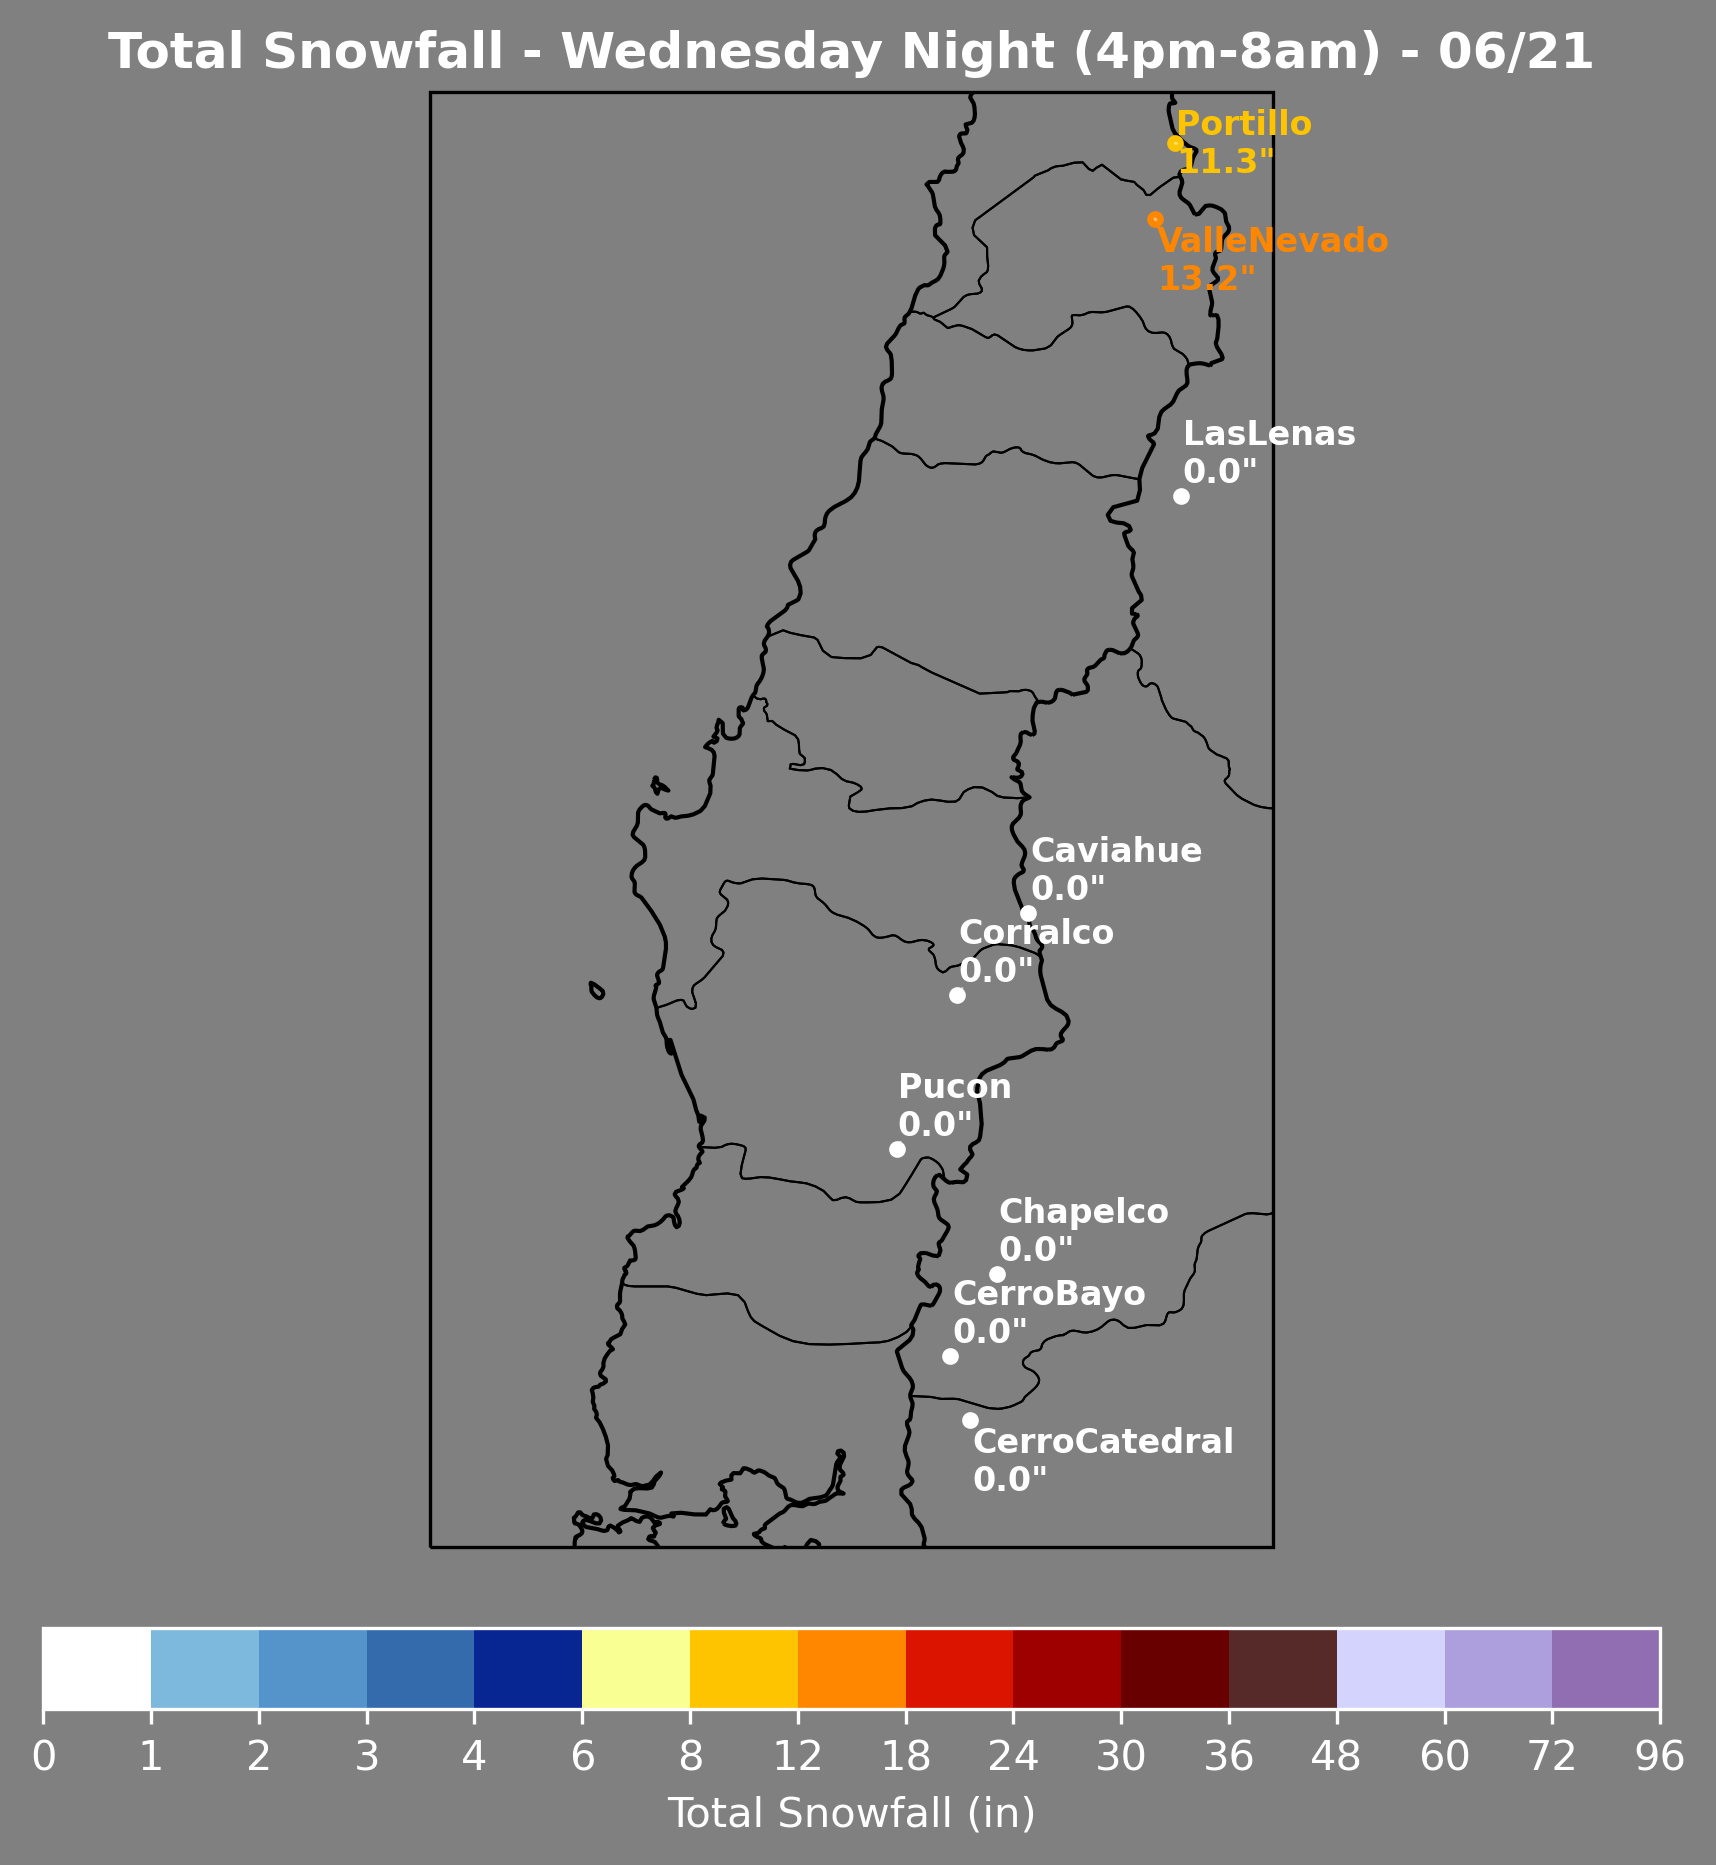 Total Snowfall - Wednesday Night (4pm-8am) - 06/21
Portillo
11.3"
ValleNevado
13.2"
LasLenas
0.0"
Caviahue
0.0"
Corralco
0.0"
Pucon
0.0"
Chapelco
0.0"
CerroBayo
0.0"
CerroCatedral
0.0"
0 1 2 3 4 6 8 12 18 24 30 36 48 60 72 96
Total Snowfall (in)